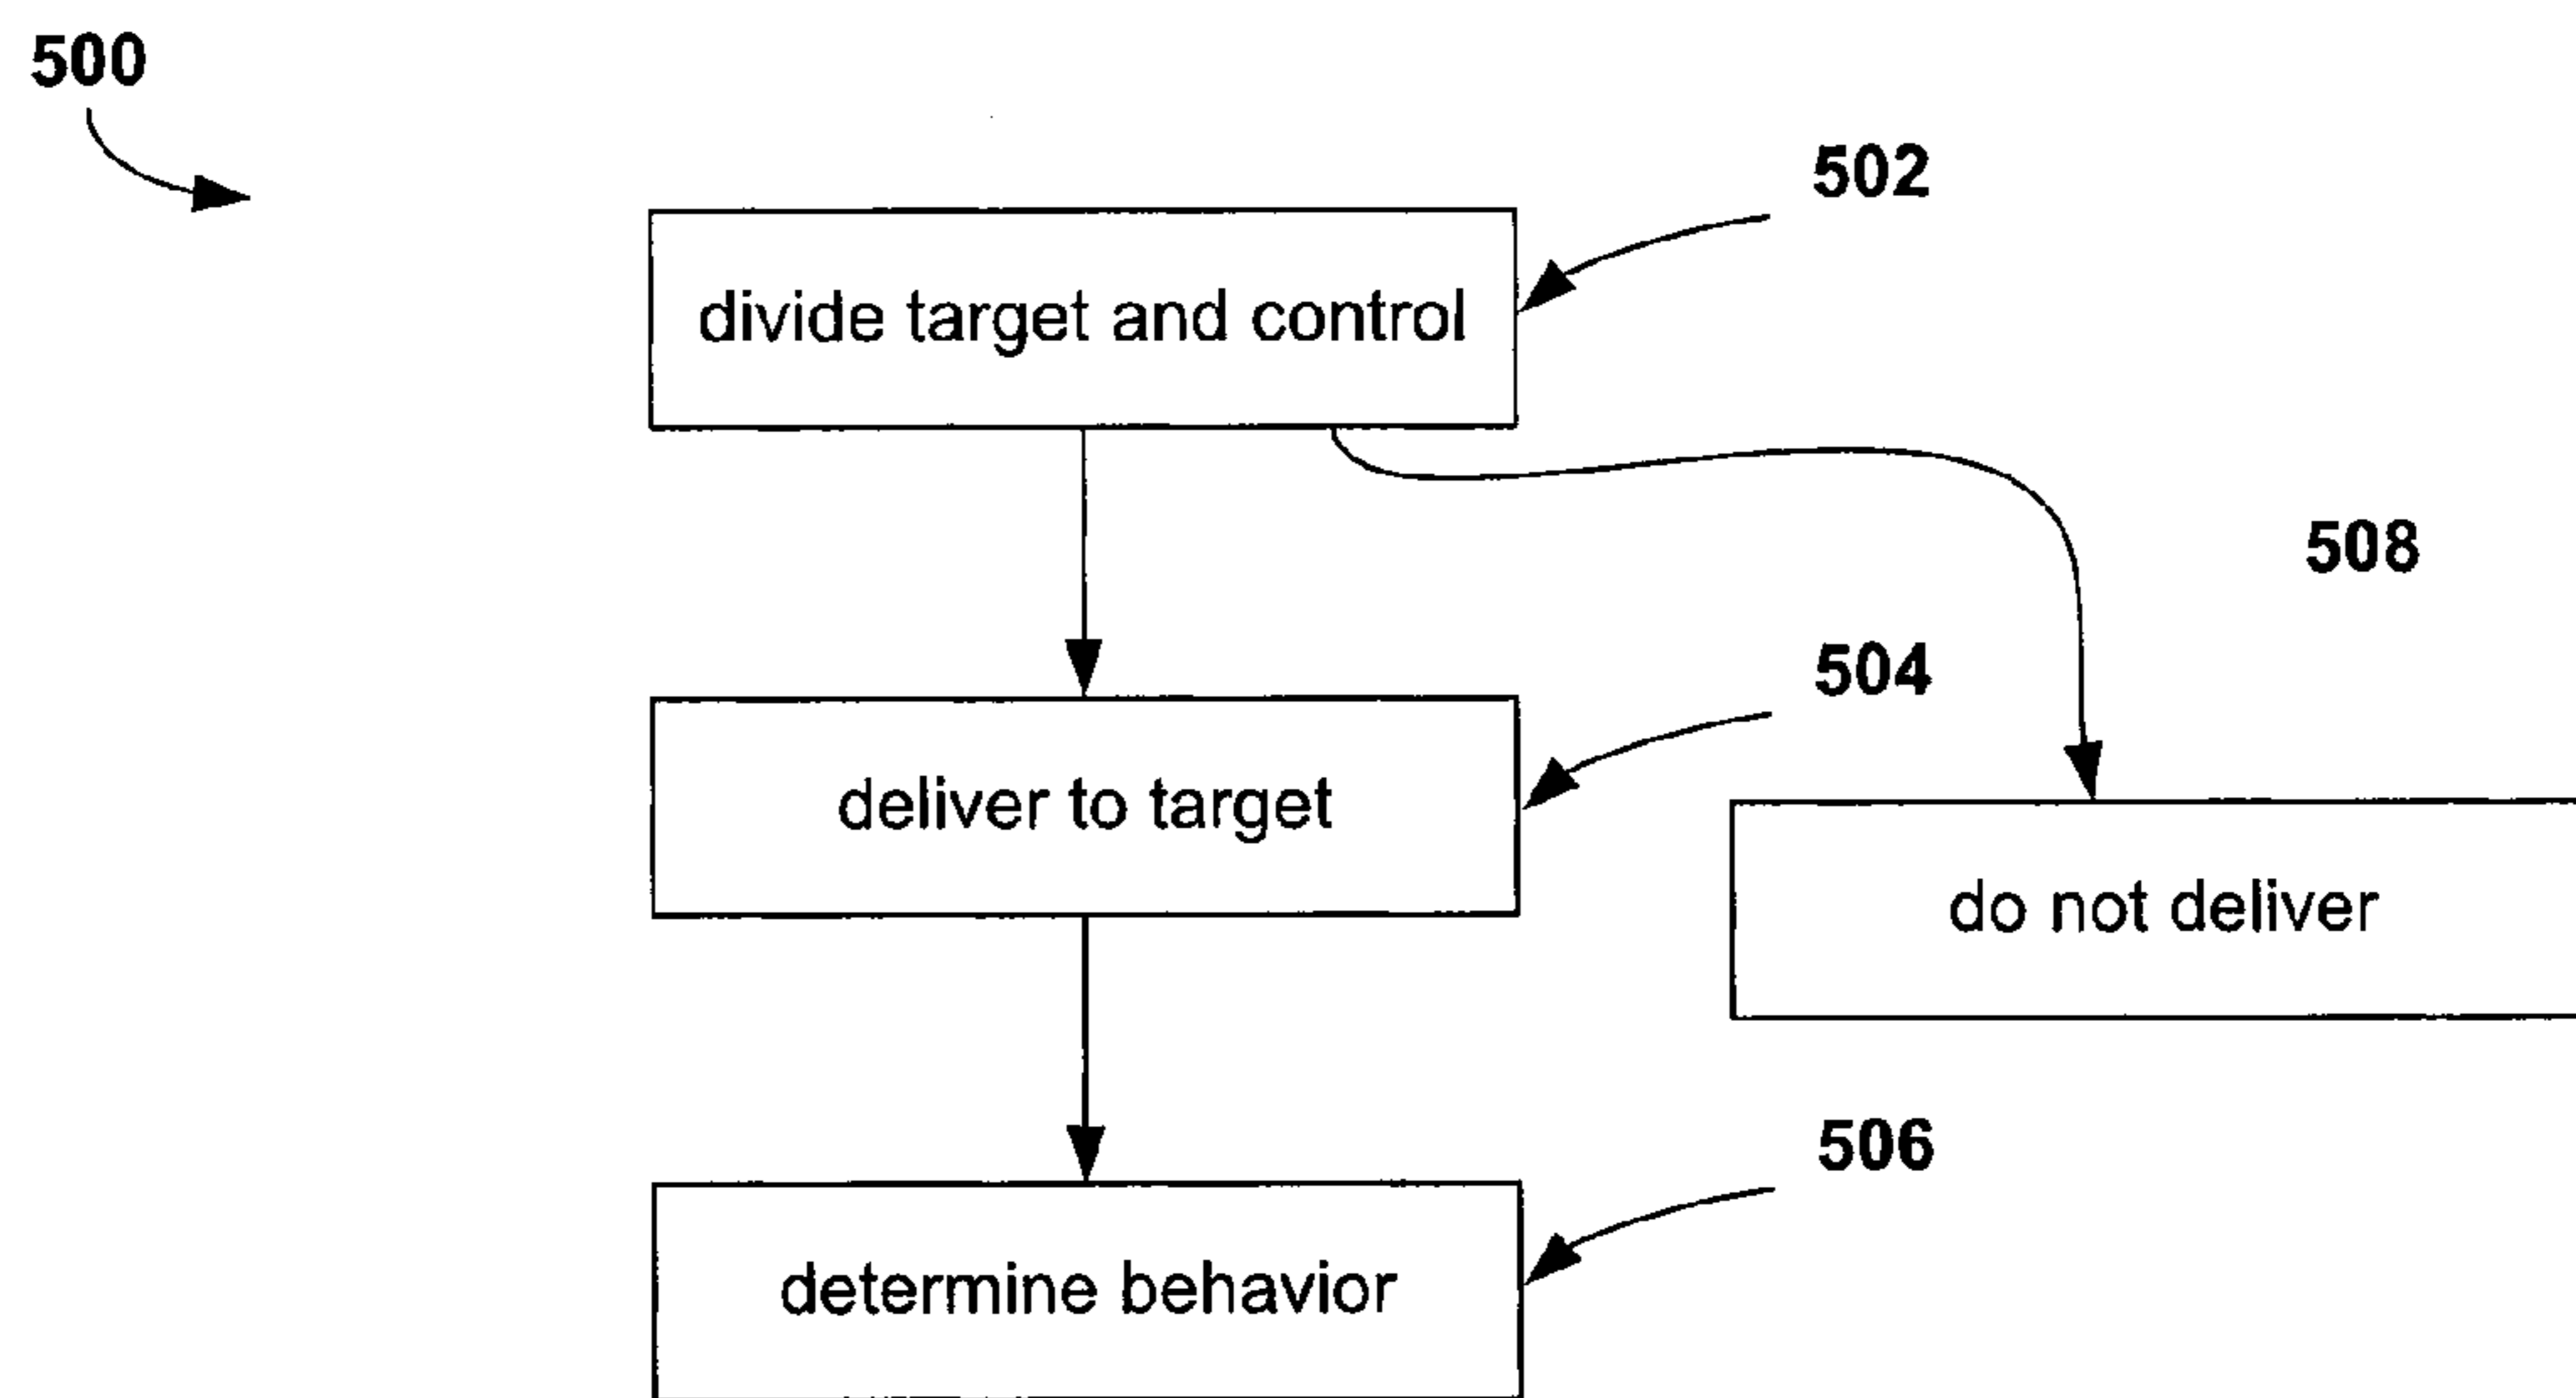 500
502
divide target and control
508
504
deliver to target
do not deliver
506
determine behavior